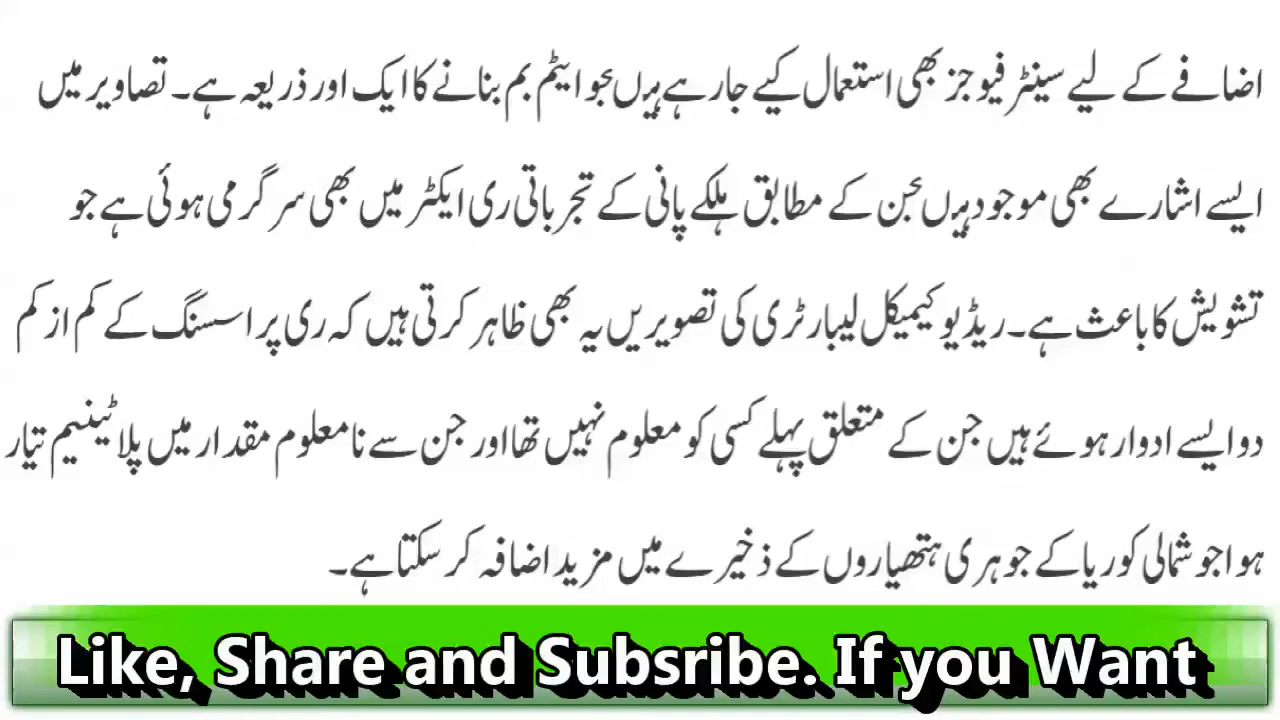 اضافے کے لیے سینٹر فیوجز بھی استعمال کیے جا رہے ہیں جو ایٹم بم بنانے کا ایک اور ذریعہ ہے۔ تصاویر میں
ایسے اشارے بھی موجود ہیں جن کے مطابق ہلکے پانی کے تجرباتی ری ایکٹر میں بھی سرگرمی ہوئی ہے جو
تشویش کا باعث ہے۔ ریڈیو کیمیکل لیبارٹری کی تصویریں یہ بھی ظاہر کرتی ہیں کہ ری پراسسنگ کے کم از کم
دو ایسے ادوار ہوئے ہیں جن کے متعلق پہلے کسی کو معلوم نہیں تھا اور جن سے نامعلوم مقدار میں پلاٹینیم تیار
ہوا جو شمالی کوریا کے جوہری ہتھیاروں کے ذخیرے میں مزید اضافہ کر سکتا ہے۔
Like, Share and Subsribe. If you Want